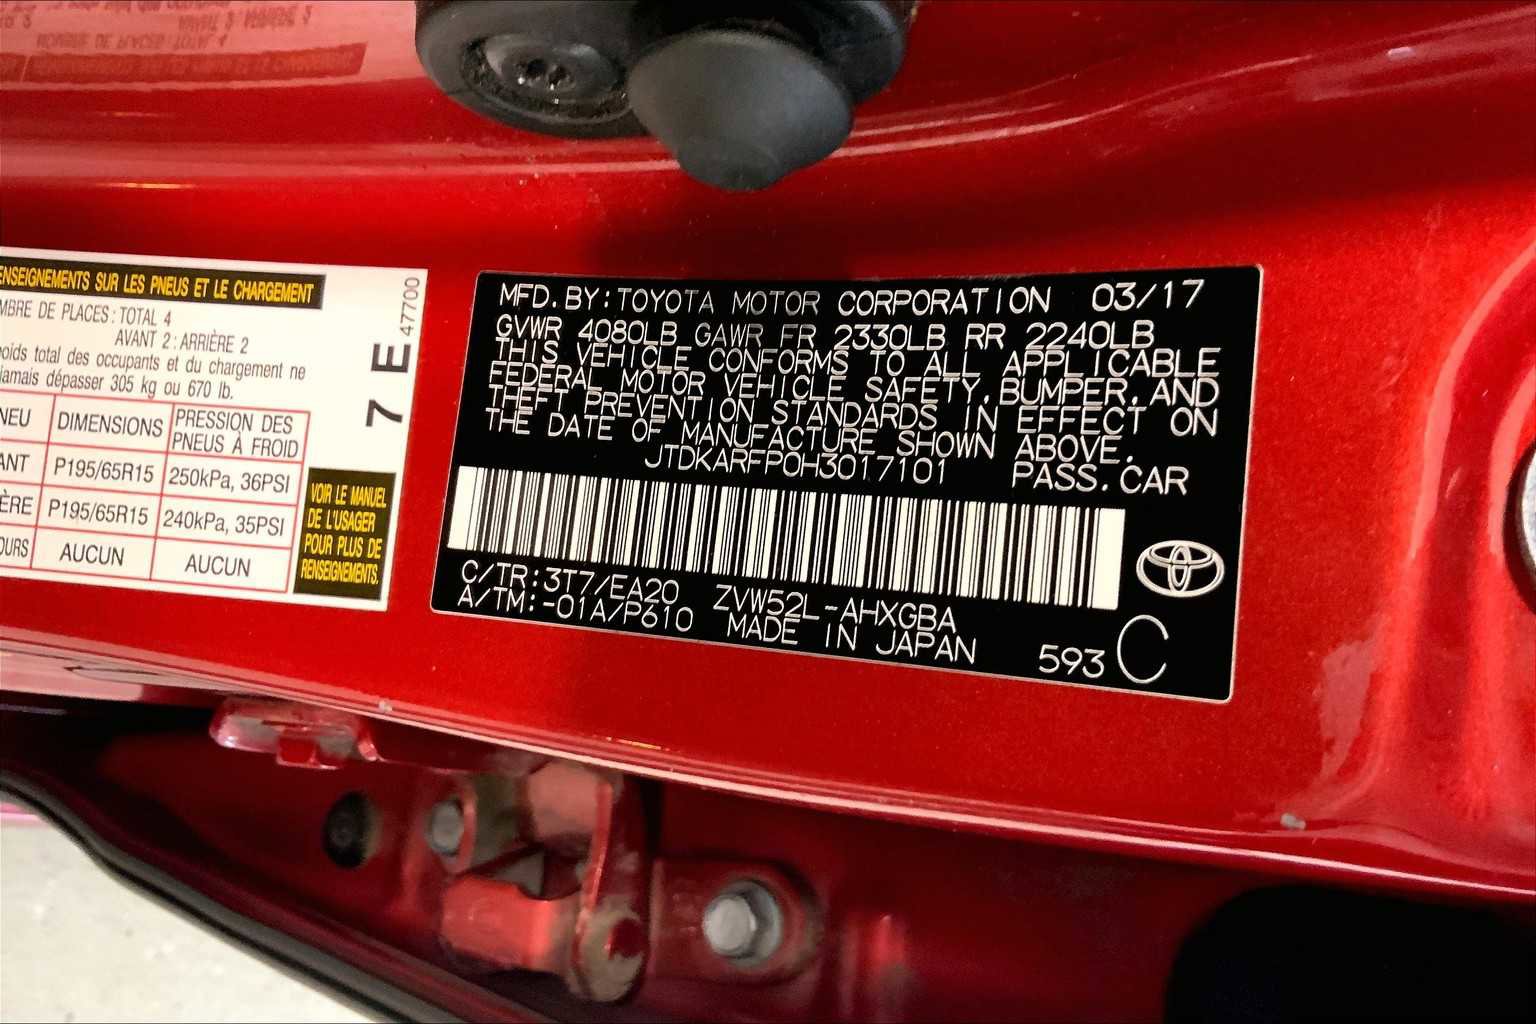 ENSEIGNEMENTS SUR LES PNEUS ET LE CHARGEMENT
MBRE DE PLACES: TOTAL 4
AVANT 2: ARRIÈRE 2
oids total des occupants et du chargement ne
jamais dépasser 305 kg ou 670 lb.
NEU DIMENSIONS PRESSION DES PNEUS À FROID
ANT P195/65R15 250kPa, 36PSI
ÈRE P195/65R15 240kPa, 35PSI
OURS AUCUN AUCUN
VOIR LE MANUEL
DE L'USAGER
POUR PLUS DE
RENSEIGNEMENTS.
7 E 47700
MFD. BY: TOYOTA MOTOR CORPORATION 03/17
GVWR 4080LB GAWR FR 2330LB RR 2240LB
THIS VEHICLE CONFORMS TO ALL APPLICABLE
FEDERAL MOTOR VEHICLE SAFETY, BUMPER, AND
THEFT PREVENTION STANDARDS IN EFFECT ON
THE DATE OF MANUFACTURE SHOWN ABOVE.
JTDKARFP0H3017101 PASS. CAR
C/TR: 3T7/EA20 ZVW52L-AHXGBA
A/TM: -01A/P610 MADE IN JAPAN
593 C